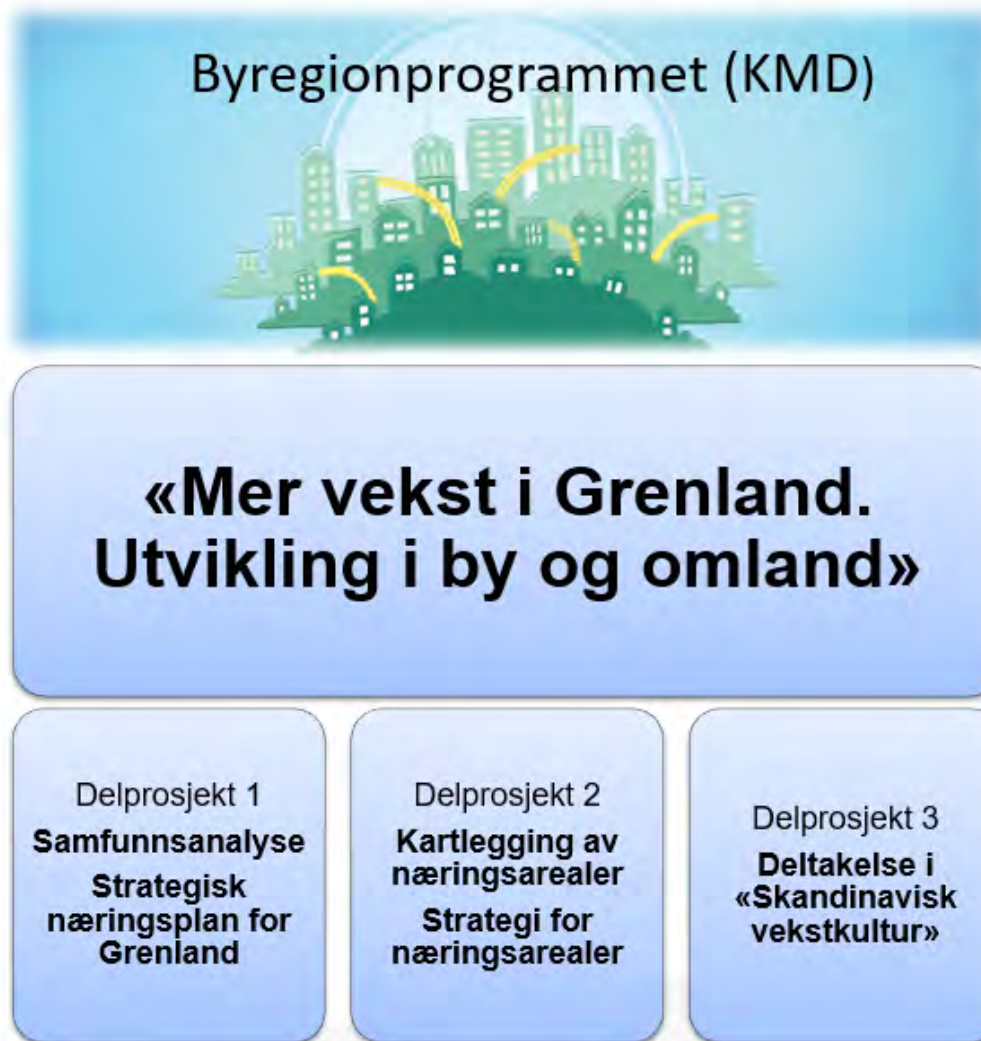 Byregionprogrammet (KMD)
«Mer vekst i Grenland.
Utvikling i by og omland»
Delprosjekt 1
Samfunnsanalyse
Strategisk
næringsplan for
Grenland
Delprosjekt 2
Kartlegging av
næringsarealer
Strategi for
næringsarealer
Delprosjekt 3
Deltakelse i
«Skandinavisk
vekstkultur»